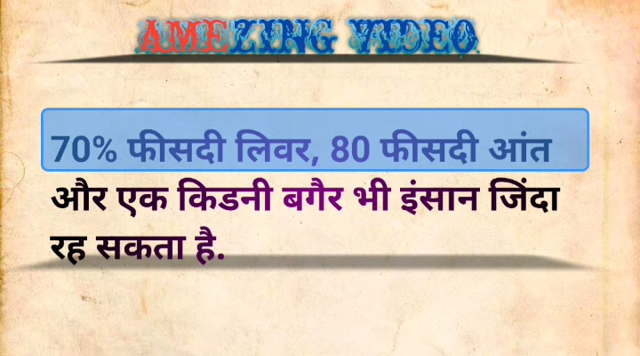 AMEZING VIDEO
70% फीसदी लिवर, 80 फीसदी आंत
और एक किडनी बगैर भी इंसान जिंदा
रह सकता है.